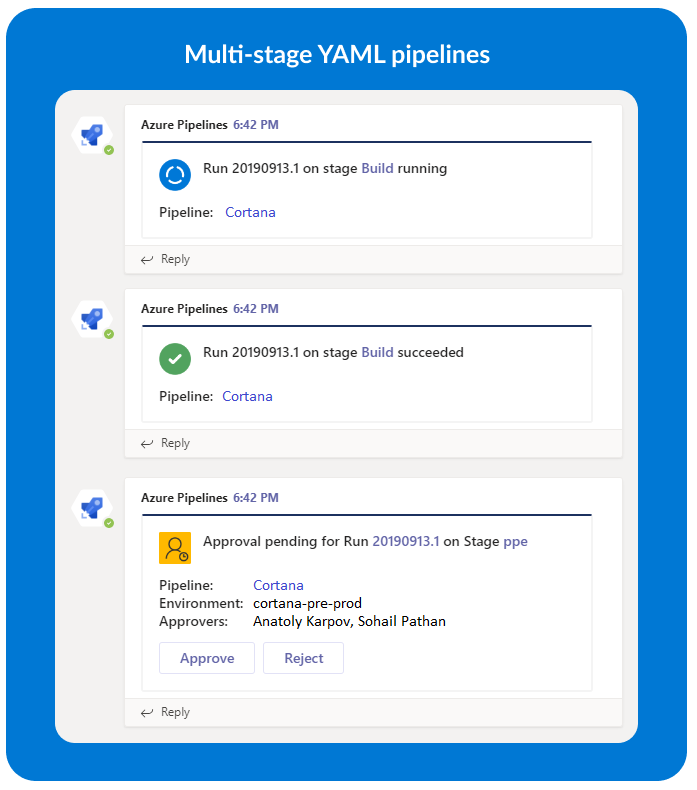 Multi-stage YAML pipelines
Azure Pipelines 6:42 PM
Run 20190913.1 on stage Build running
Pipeline: Cortana
Reply
Azure Pipelines 6:42 PM
Run 20190913.1 on stage Build succeeded
Pipeline: Cortana
Reply
Azure Pipelines 6:42 PM
Approval pending for Run 20190913.1 on Stage ppe
Pipeline: Cortana
Environment: cortana-pre-prod
Approvers: Anatoly Karpov, Sohail Pathan
Approve Reject
Reply